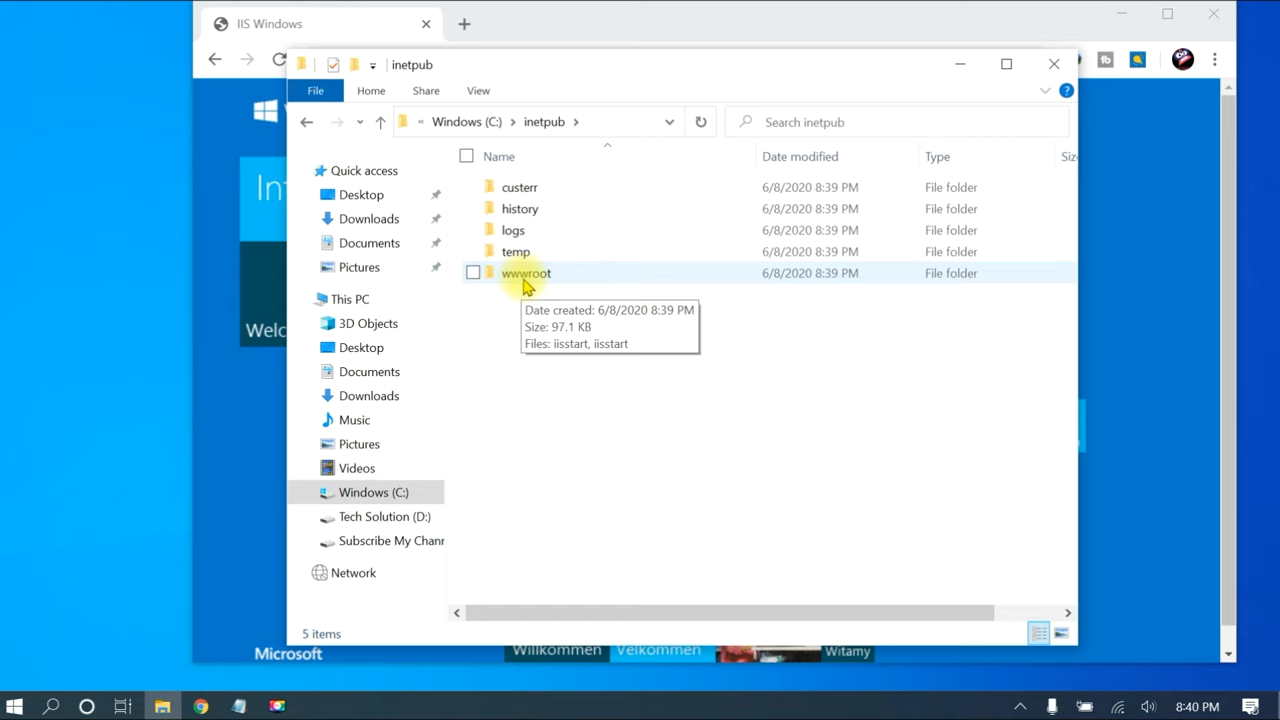 IIS Windows
inetpub
File
Home
Share
View
« Windows (C:) > inetpub >
Search inetpub
Name
Date modified
Type
Siz
Quick access
Desktop
Downloads
Documents
Pictures
This PC
3D Objects
Desktop
Documents
Downloads
Music
Pictures
Videos
Windows (C:)
Tech Solution (D:)
Subscribe My Chann
Network
custerr 6/8/2020 8:39 PM File folder
history 6/8/2020 8:39 PM File folder
logs 6/8/2020 8:39 PM File folder
temp 6/8/2020 8:39 PM File folder
wwwroot 6/8/2020 8:39 PM File folder
Date created: 6/8/2020 8:39 PM
Size: 97.1 KB
Files: iisstart, iisstart
5 items
Int
Welc
Microsoft
Willkommen
Velkommen
Witamy
8:40 PM